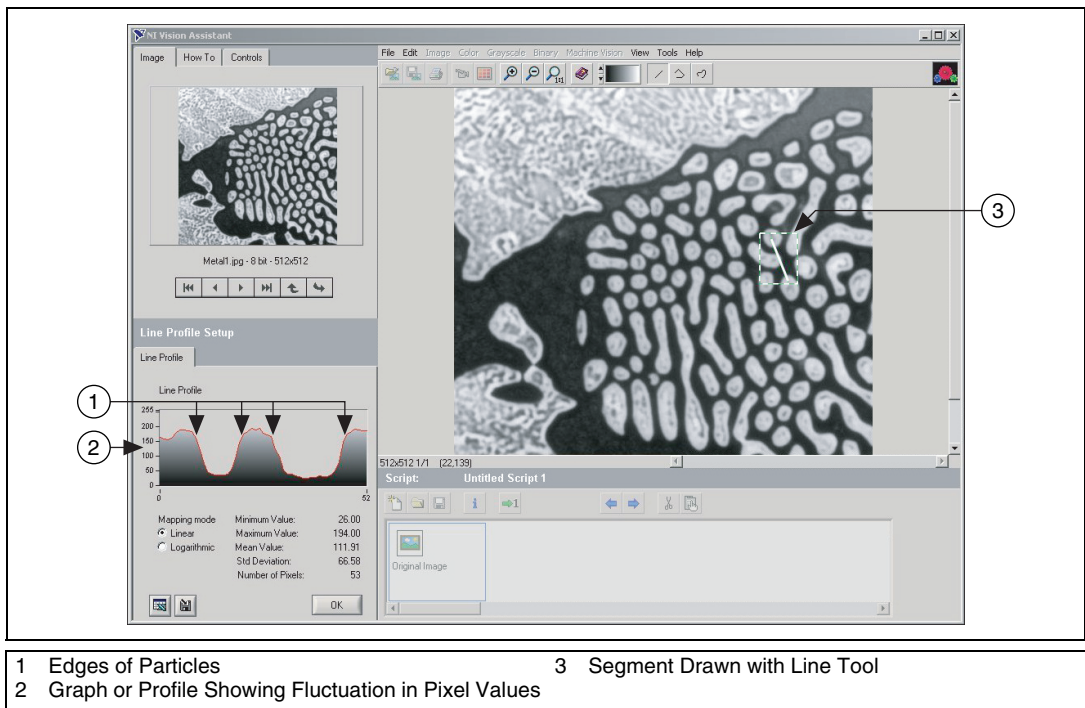 NI Vision Assistant
Image How To Controls
File Edit Image Color Grayscale Binary Machine Vision View Tools Help
1:1
Metal1.jpg - 8 bit - 512x512
3
Line Profile Setup
Line Profile
Line Profile
1
2
255
200
150
100
50
0
0 52
Mapping mode
Linear
Logarithmic
Minimum Value: 26.00
Maximum Value: 194.00
Mean Value: 111.91
Std Deviation: 66.58
Number of Pixels: 53
OK
512x512 1/1 (22,139)
Script: Untitled Script 1
1
Original Image
1 Edges of Particles
2 Graph or Profile Showing Fluctuation in Pixel Values
3 Segment Drawn with Line Tool